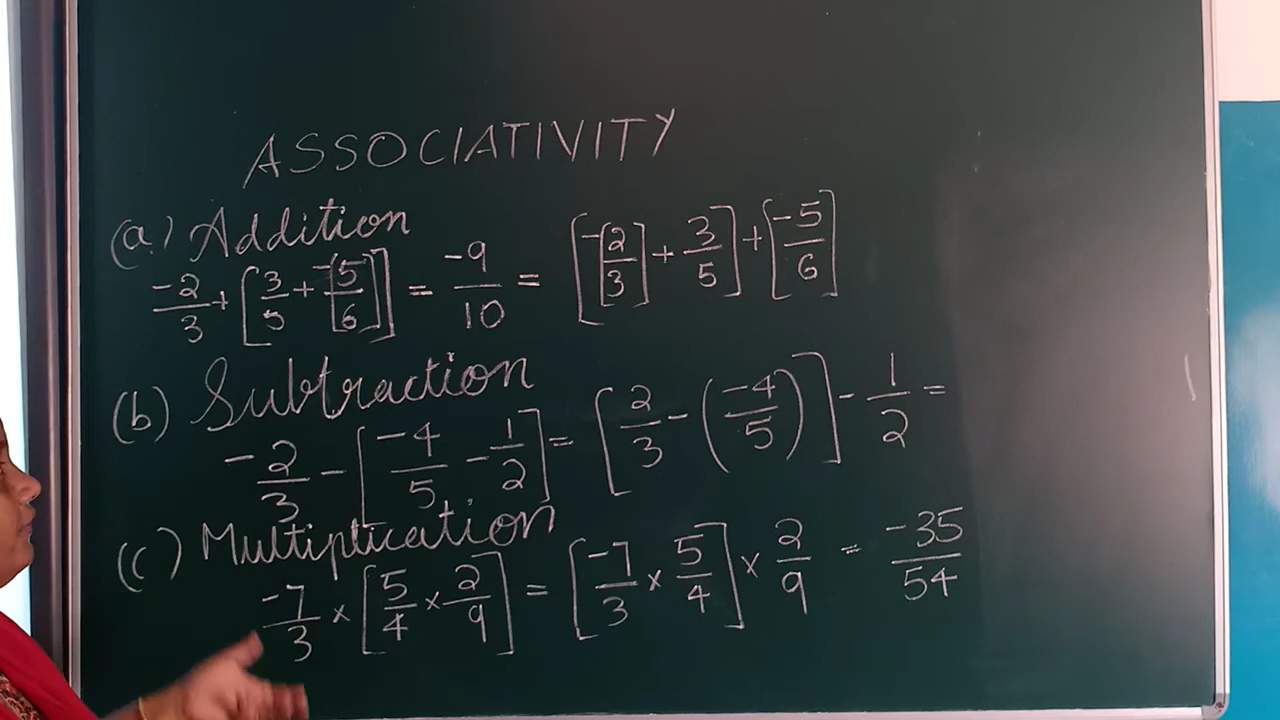 ASSOCIATIVITY
(a) Addition
-2/3 + [3/5 + [-5/6]] = -9/10 = [-[2/3] + 3/5] + [-5/6]
(b) Subtraction
-2/3 - [-4/5 - 1/2] = [2/3 - (-4/5)] - 1/2 =
(c) Multiplication
-7/3 × [5/4 × 2/9] = [-7/3 × 5/4] × 2/9 = -35/54